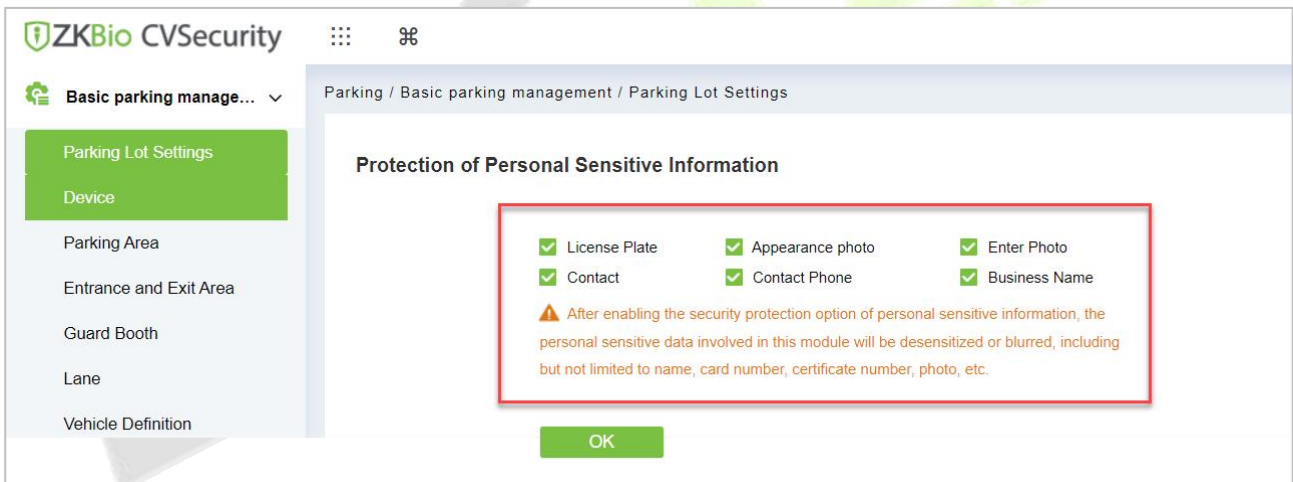 ZKBio CVSecurity
Basic parking manage...
Parking / Basic parking management / Parking Lot Settings
Parking Lot Settings
Device
Parking Area
Entrance and Exit Area
Guard Booth
Lane
Vehicle Definition
Protection of Personal Sensitive Information
License Plate
Appearance photo
Enter Photo
Contact
Contact Phone
Business Name
After enabling the security protection option of personal sensitive information, the
personal sensitive data involved in this module will be desensitized or blurred, including
but not limited to name, card number, certificate number, photo, etc.
OK